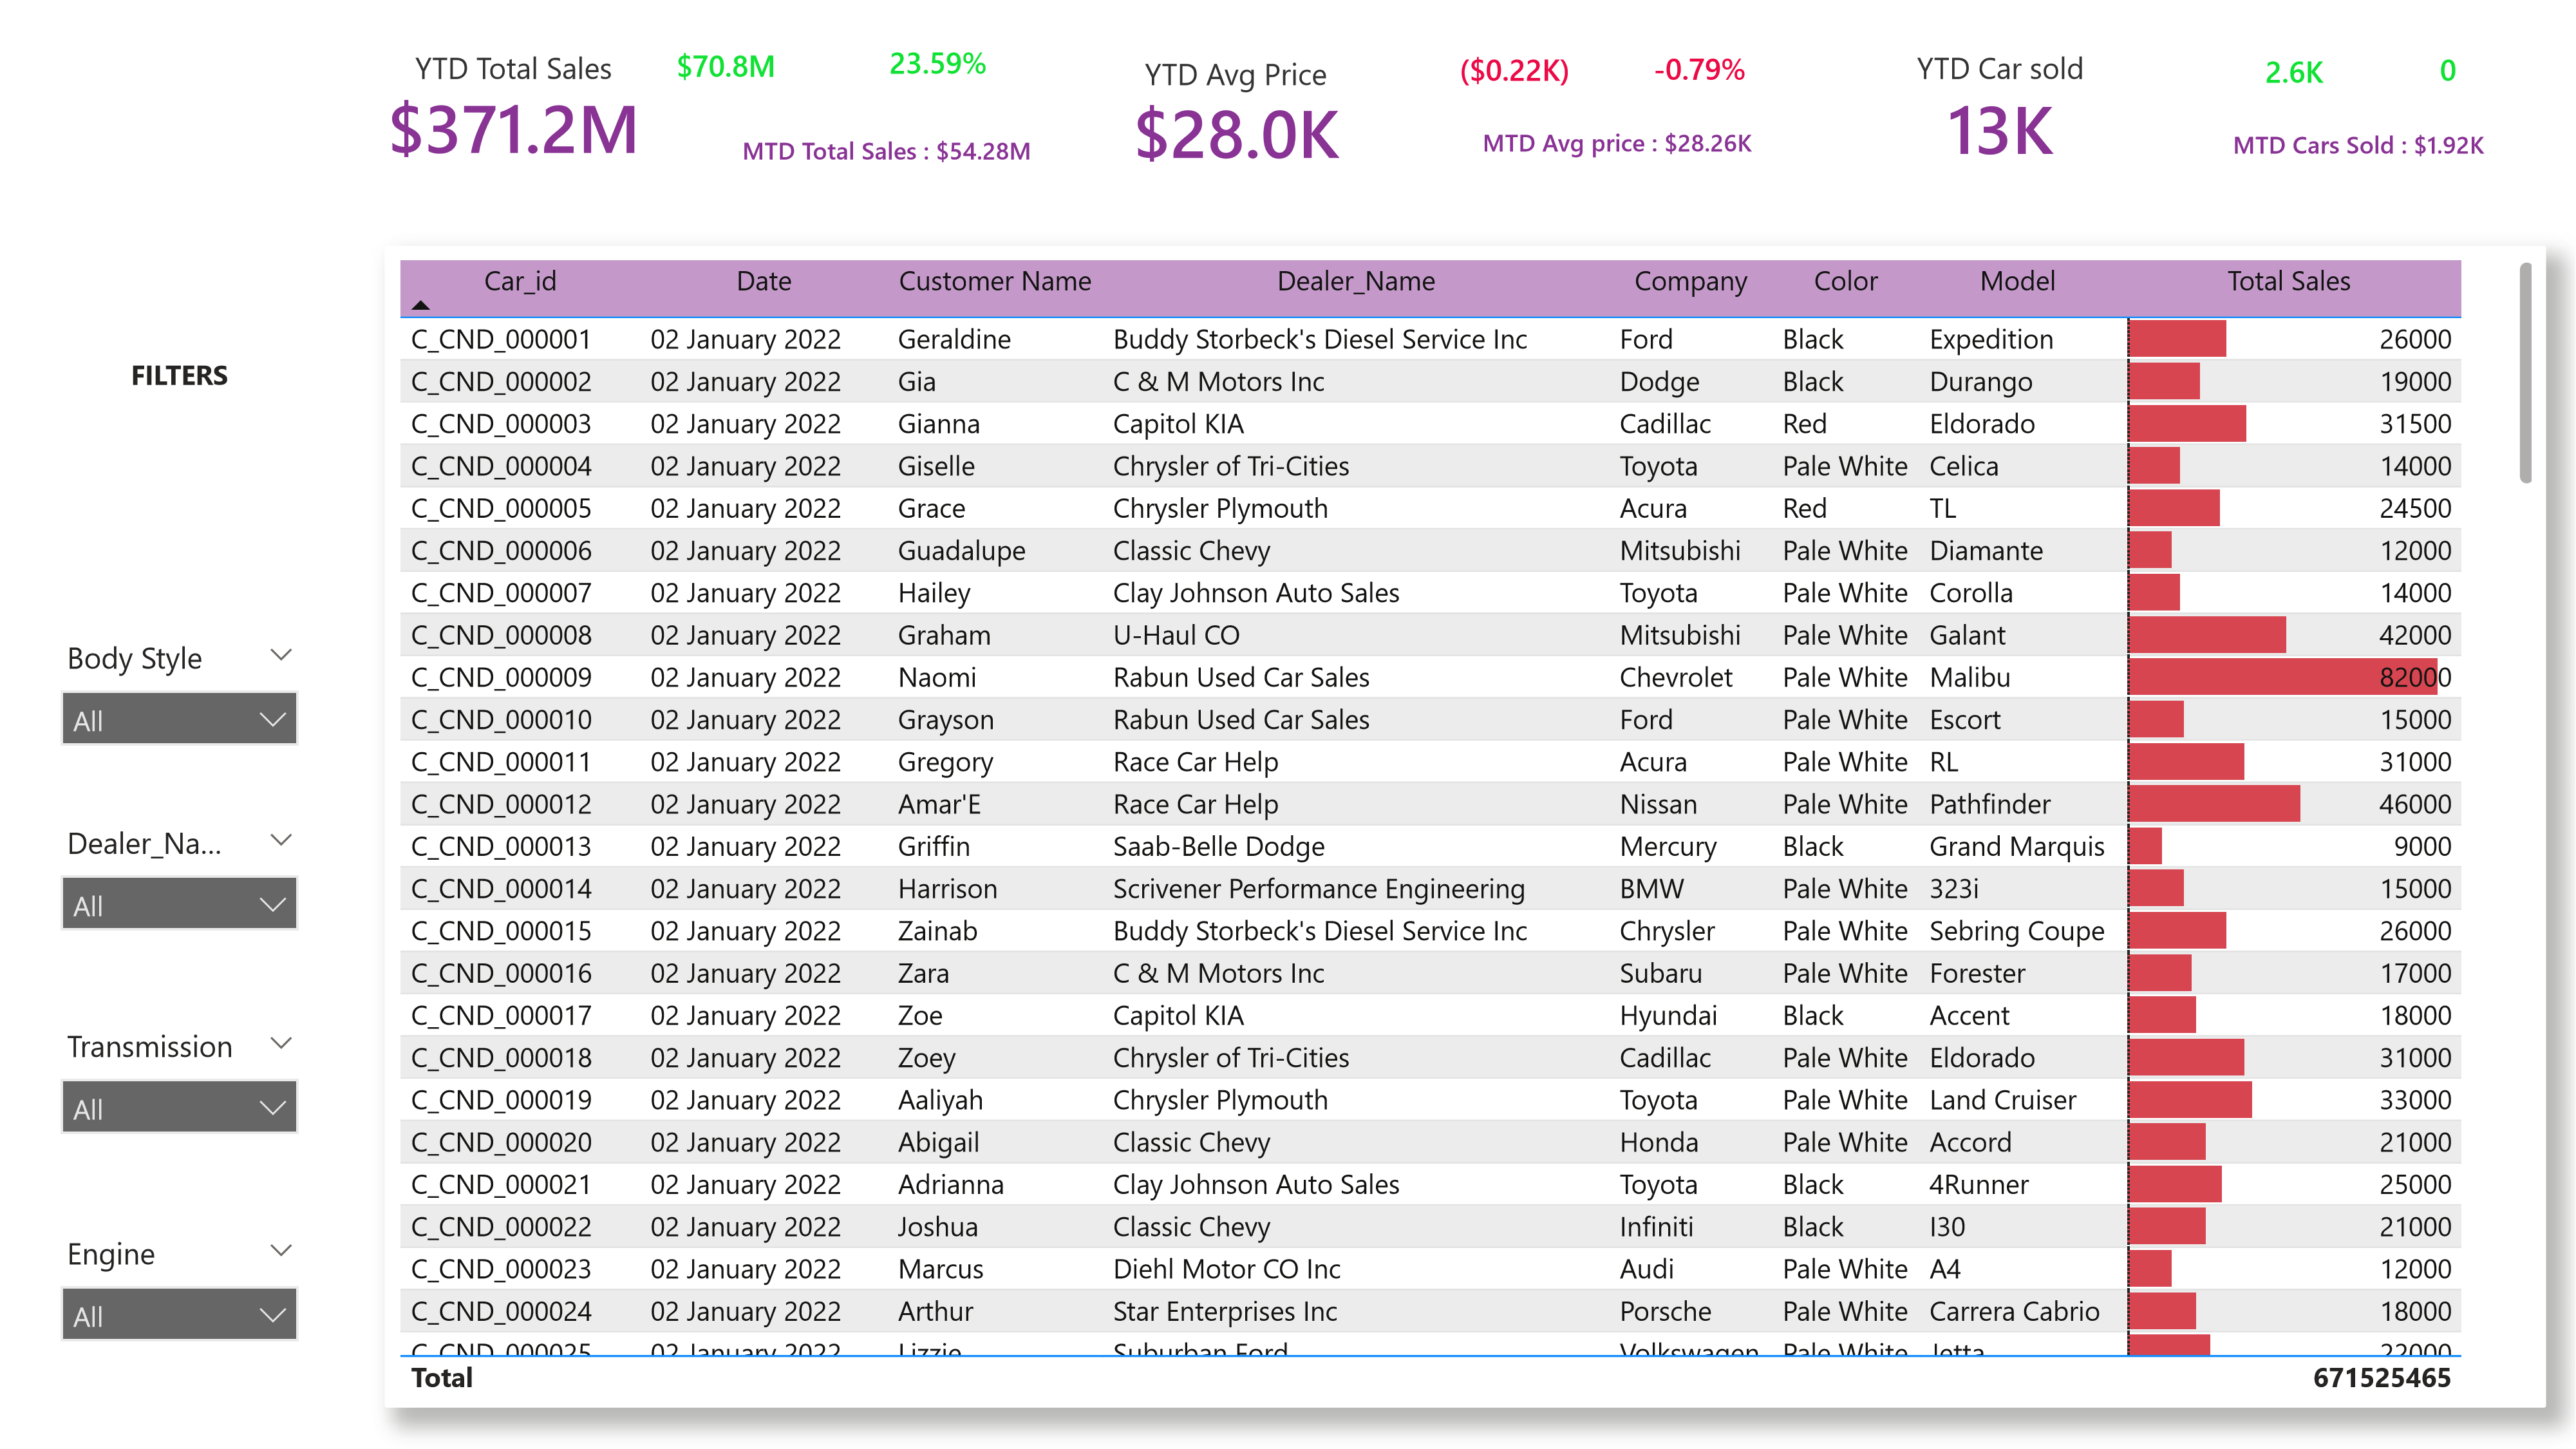 YTD Total Sales $70.8M 23.59%
$371.2M
MTD Total Sales : $54.28M
YTD Avg Price ($0.22K) -0.79%
$28.0K
MTD Avg price : $28.26K
YTD Car sold 2.6K 0
13K
MTD Cars Sold : $1.92K
FILTERS
Body Style
All
Dealer_Na...
All
Transmission
All
Engine
All
Car_id Date Customer Name Dealer_Name Company Color Model Total Sales
C_CND_000001 02 January 2022 Geraldine Buddy Storbeck's Diesel Service Inc Ford Black Expedition 26000
C_CND_000002 02 January 2022 Gia C & M Motors Inc Dodge Black Durango 19000
C_CND_000003 02 January 2022 Gianna Capitol KIA Cadillac Red Eldorado 31500
C_CND_000004 02 January 2022 Giselle Chrysler of Tri-Cities Toyota Pale White Celica 14000
C_CND_000005 02 January 2022 Grace Chrysler Plymouth Acura Red TL 24500
C_CND_000006 02 January 2022 Guadalupe Classic Chevy Mitsubishi Pale White Diamante 12000
C_CND_000007 02 January 2022 Hailey Clay Johnson Auto Sales Toyota Pale White Corolla 14000
C_CND_000008 02 January 2022 Graham U-Haul CO Mitsubishi Pale White Galant 42000
C_CND_000009 02 January 2022 Naomi Rabun Used Car Sales Chevrolet Pale White Malibu 82000
C_CND_000010 02 January 2022 Grayson Rabun Used Car Sales Ford Pale White Escort 15000
C_CND_000011 02 January 2022 Gregory Race Car Help Acura Pale White RL 31000
C_CND_000012 02 January 2022 Amar'E Race Car Help Nissan Pale White Pathfinder 46000
C_CND_000013 02 January 2022 Griffin Saab-Belle Dodge Mercury Black Grand Marquis 9000
C_CND_000014 02 January 2022 Harrison Scrivener Performance Engineering BMW Pale White 323i 15000
C_CND_000015 02 January 2022 Zainab Buddy Storbeck's Diesel Service Inc Chrysler Pale White Sebring Coupe 26000
C_CND_000016 02 January 2022 Zara C & M Motors Inc Subaru Pale White Forester 17000
C_CND_000017 02 January 2022 Zoe Capitol KIA Hyundai Black Accent 18000
C_CND_000018 02 January 2022 Zoey Chrysler of Tri-Cities Cadillac Pale White Eldorado 31000
C_CND_000019 02 January 2022 Aaliyah Chrysler Plymouth Toyota Pale White Land Cruiser 33000
C_CND_000020 02 January 2022 Abigail Classic Chevy Honda Pale White Accord 21000
C_CND_000021 02 January 2022 Adrianna Clay Johnson Auto Sales Toyota Black 4Runner 25000
C_CND_000022 02 January 2022 Joshua Classic Chevy Infiniti Black I30 21000
C_CND_000023 02 January 2022 Marcus Diehl Motor CO Inc Audi Pale White A4 12000
C_CND_000024 02 January 2022 Arthur Star Enterprises Inc Porsche Pale White Carrera Cabrio 18000
C_CND_000025 02 January 2022 Lizzie Suburban Ford Volkswagen Pale White Jetta 22000
Total 671525465